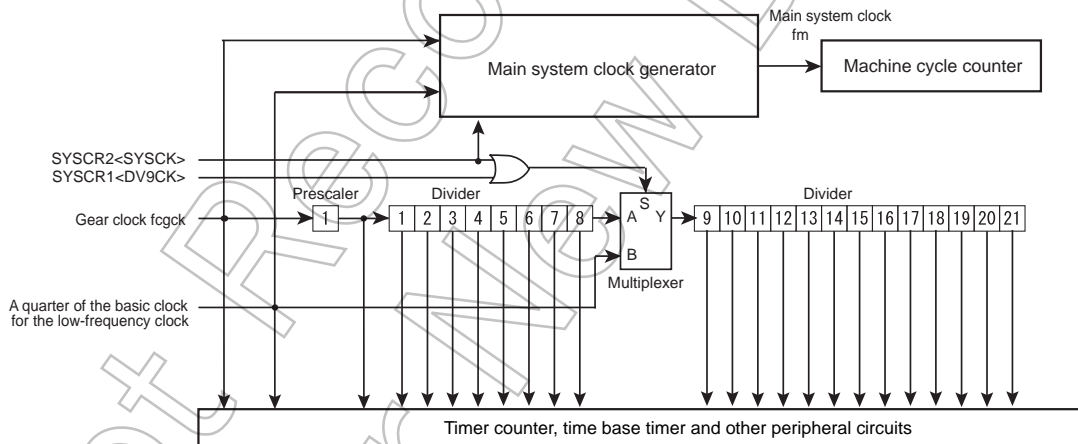 Main system clock
fm
Main system clock generator
Machine cycle counter
SYSCR2<SYSCK>
SYSCR1<DV9CK>
Prescaler
Divider
S
Divider
Gear clock fcgck
1
1 2 3 4 5 6 7 8
A Y
9 10 11 12 13 14 15 16 17 18 19 20 21
B
Multiplexer
A quarter of the basic clock
for the low-frequency clock
Timer counter, time base timer and other peripheral circuits